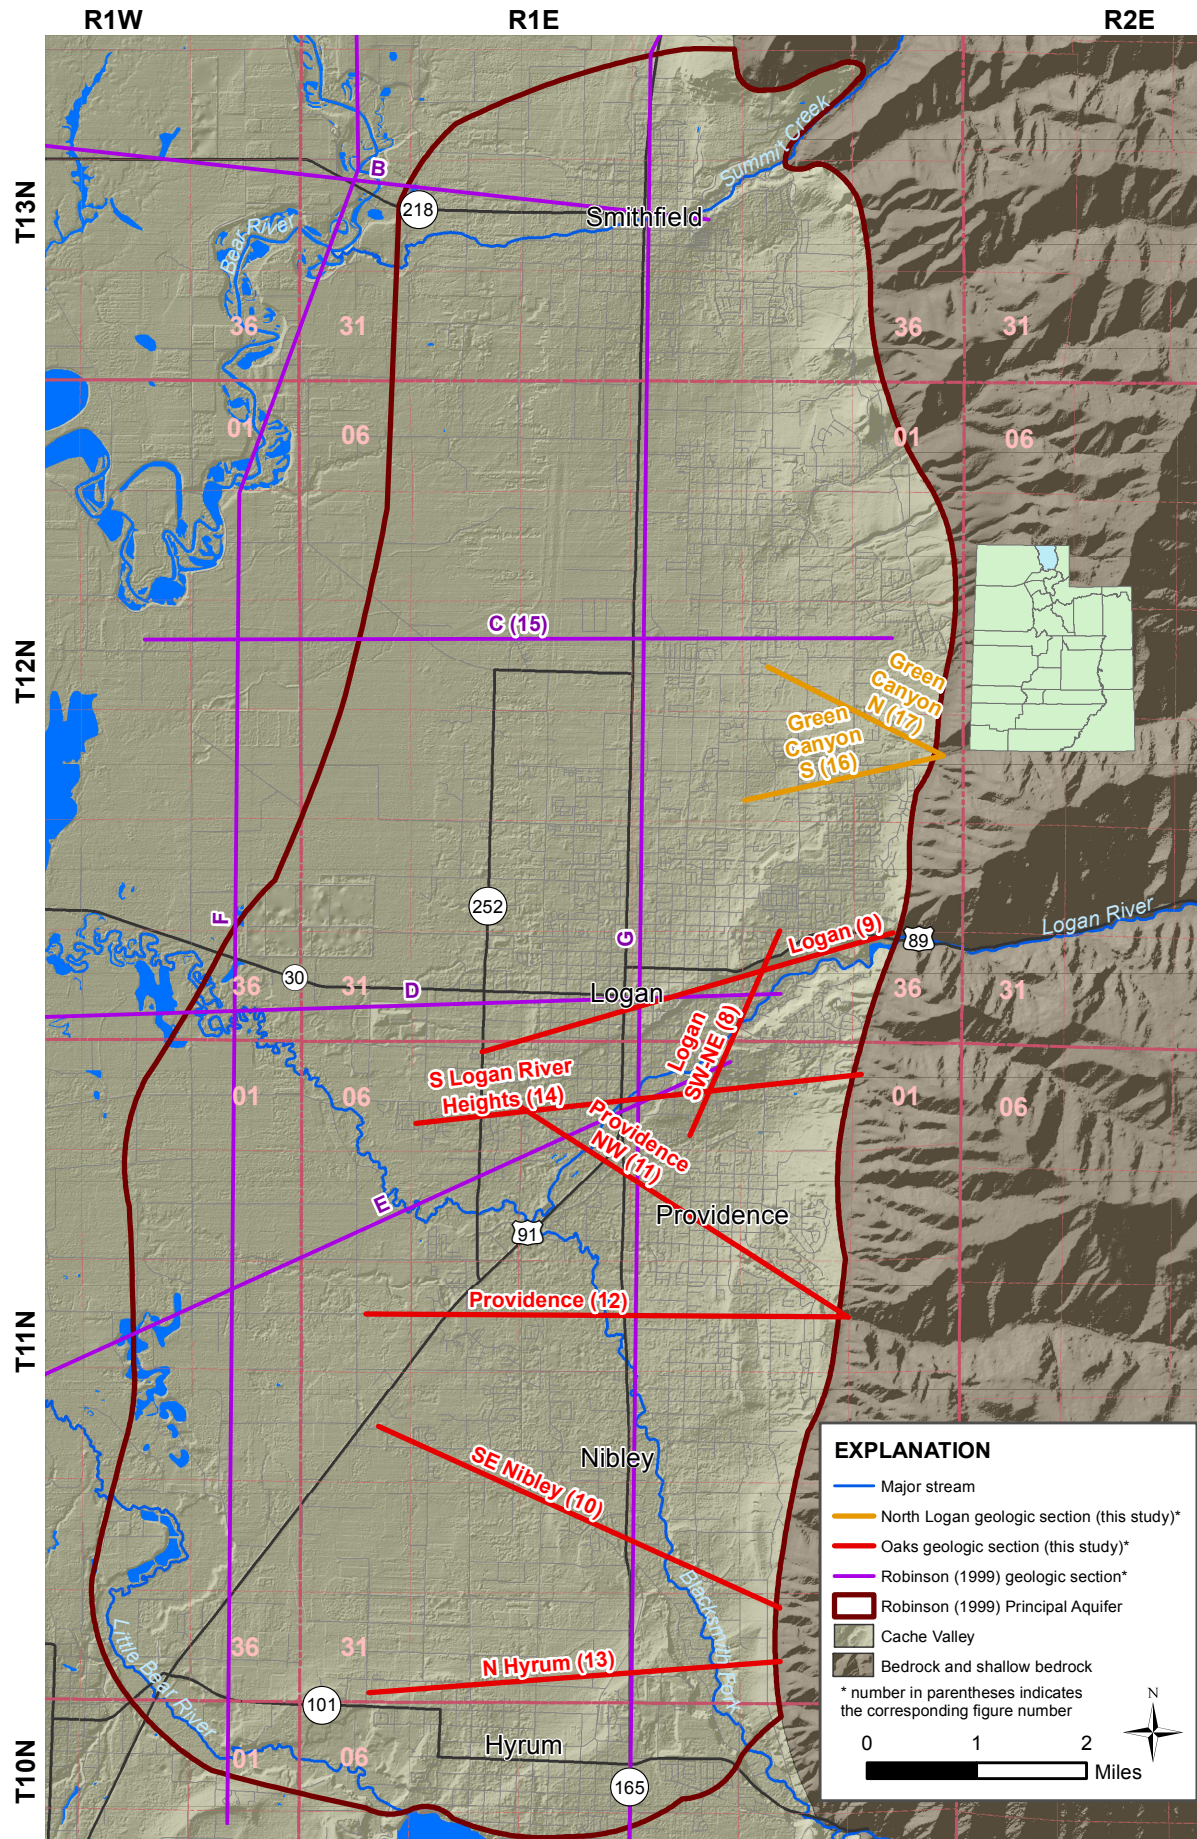 R1W R1E R2E
T13N
T12N
T11N
T10N
Summit Creek
B
218
Smithfield
Bear River
36 31 36 31
01 06 01 06
C (15)
Green
Canyon
N (17)
Green
Canyon
S (16)
252
F
G
Logan River
Logan (9)
89
30
36 31 36 31
D
Logan
Logan
SW-NE (8)
S Logan River
Heights (14)
01 06 01 06
Providence
NW (11)
E
Providence
91
Providence (12)
Nibley
SE Nibley (10)
Blacksmith Fork
Little Bear River
36 31
N Hyrum (13)
101
01 06
Hyrum
165
EXPLANATION
Major stream
North Logan geologic section (this study)*
Oaks geologic section (this study)*
Robinson (1999) geologic section*
Robinson (1999) Principal Aquifer
Cache Valley
Bedrock and shallow bedrock
* number in parentheses indicates
the corresponding figure number
N
0 1 2
Miles